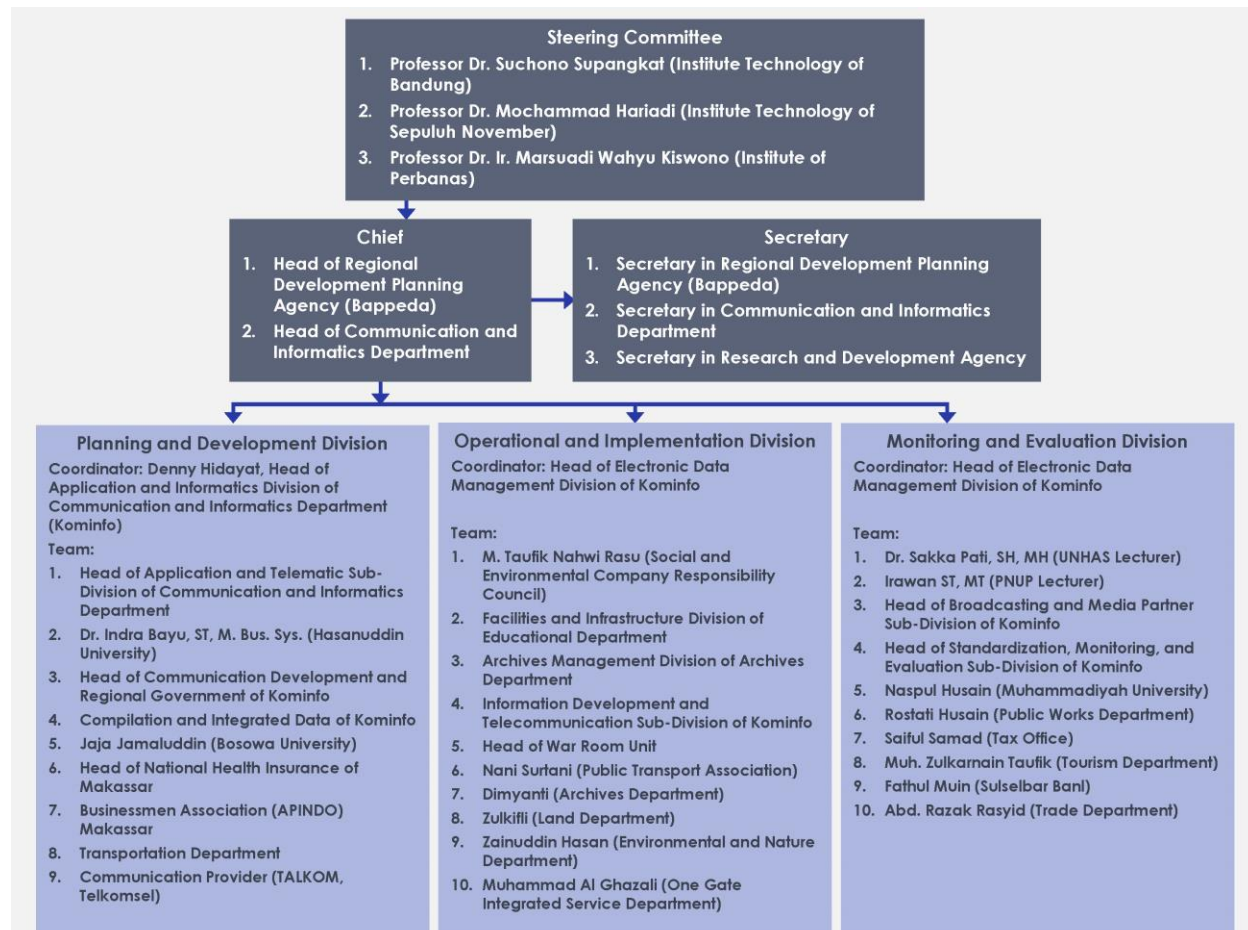 Steering Committee
1. Professor Dr. Suchono Supangkat (Institute Technology of
Bandung)
2. Professor Dr. Mochammad Hariadi (Institute Technology of
Sepuluh November)
3. Professor Dr. Ir. Marsuadi Wahyu Kiswono (Institute of
Perbanas)
Chief
1. Head of Regional
Development Planning
Agency (Bappeda)
2. Head of Communication and
Informatics Department
Secretary
1. Secretary in Regional Development Planning
Agency (Bappeda)
2. Secretary in Communication and Informatics
Department
3. Secretary in Research and Development Agency
Planning and Development Division
Coordinator: Denny Hidayat, Head of
Application and Informatics Division of
Communication and Informatics Department
(Kominfo)
Team:
1. Head of Application and Telematic Sub-
Division of Communication and Informatics
Department
2. Dr. Indra Bayu, ST, M. Bus. Sys. (Hasanuddin
University)
3. Head of Communication Development and
Regional Government of Kominfo
4. Compilation and Integrated Data of Kominfo
5. Jaja Jamaluddin (Bosowa University)
6. Head of National Health Insurance of
Makassar
7. Businessmen Association (APINDO)
Makassar
8. Transportation Department
9. Communication Provider (TALKOM,
Telkomsel)
Operational and Implementation Division
Coordinator: Head of Electronic Data
Management Division of Kominfo
Team:
1. M. Taufik Nahwi Rasu (Social and
Environmental Company Responsibility
Council)
2. Facilities and Infrastructure Division of
Educational Department
3. Archives Management Division of Archives
Department
4. Information Development and
Telecommunication Sub-Division of Kominfo
5. Head of War Room Unit
6. Nani Surtani (Public Transport Association)
7. Dimyanti (Archives Department)
8. Zulkifli (Land Department)
9. Zainuddin Hasan (Environmental and Nature
Department)
10. Muhammad Al Ghazali (One Gate
Integrated Service Department)
Monitoring and Evaluation Division
Coordinator: Head of Electronic Data
Management Division of Kominfo
Team:
1. Dr. Sakka Pati, SH, MH (UNHAS Lecturer)
2. Irawan ST, MT (PNUP Lecturer)
3. Head of Broadcasting and Media Partner
Sub-Division of Kominfo
4. Head of Standardization, Monitoring, and
Evaluation Sub-Division of Kominfo
5. Naspul Husain (Muhammadiyah University)
6. Rostati Husain (Public Works Department)
7. Saiful Samad (Tax Office)
8. Muh. Zulkarnain Taufik (Tourism Department)
9. Fathul Muin (Sulselbar Banl)
10. Abd. Razak Rasyid (Trade Department)